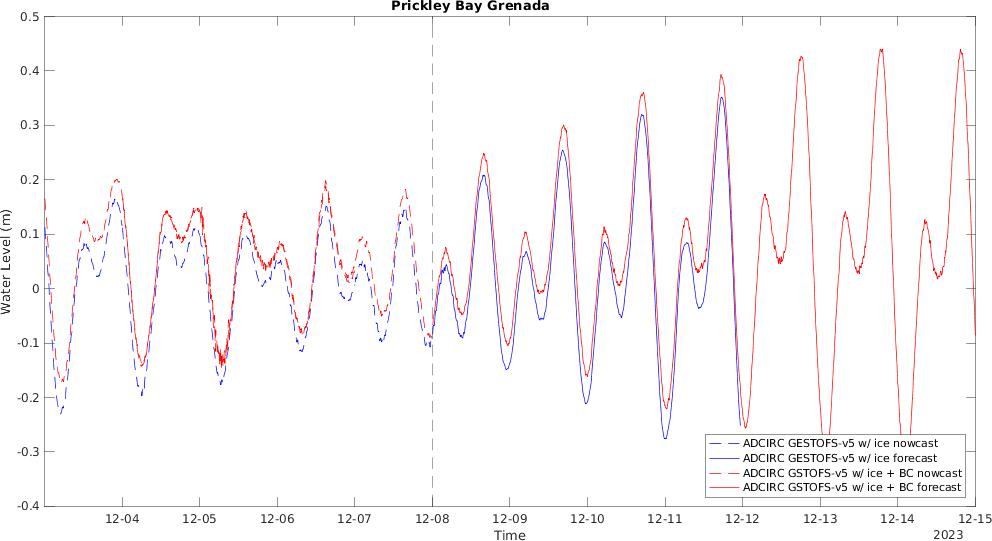 Prickley Bay Grenada
0.5
0.4
0.3
0.2
0.1
0
-0.1
-0.2
-0.3
-0.4
Water Level (m)
ADCIRC GESTOFS-v5 w/ ice nowcast
ADCIRC GESTOFS-v5 w/ ice forecast
ADCIRC GSTOFS-v5 w/ ice + BC nowcast
ADCIRC GSTOFS-v5 w/ ice + BC forecast
12-04 12-05 12-06 12-07 12-08 12-09 12-10 12-11 12-12 12-13 12-14 12-15
Time
2023